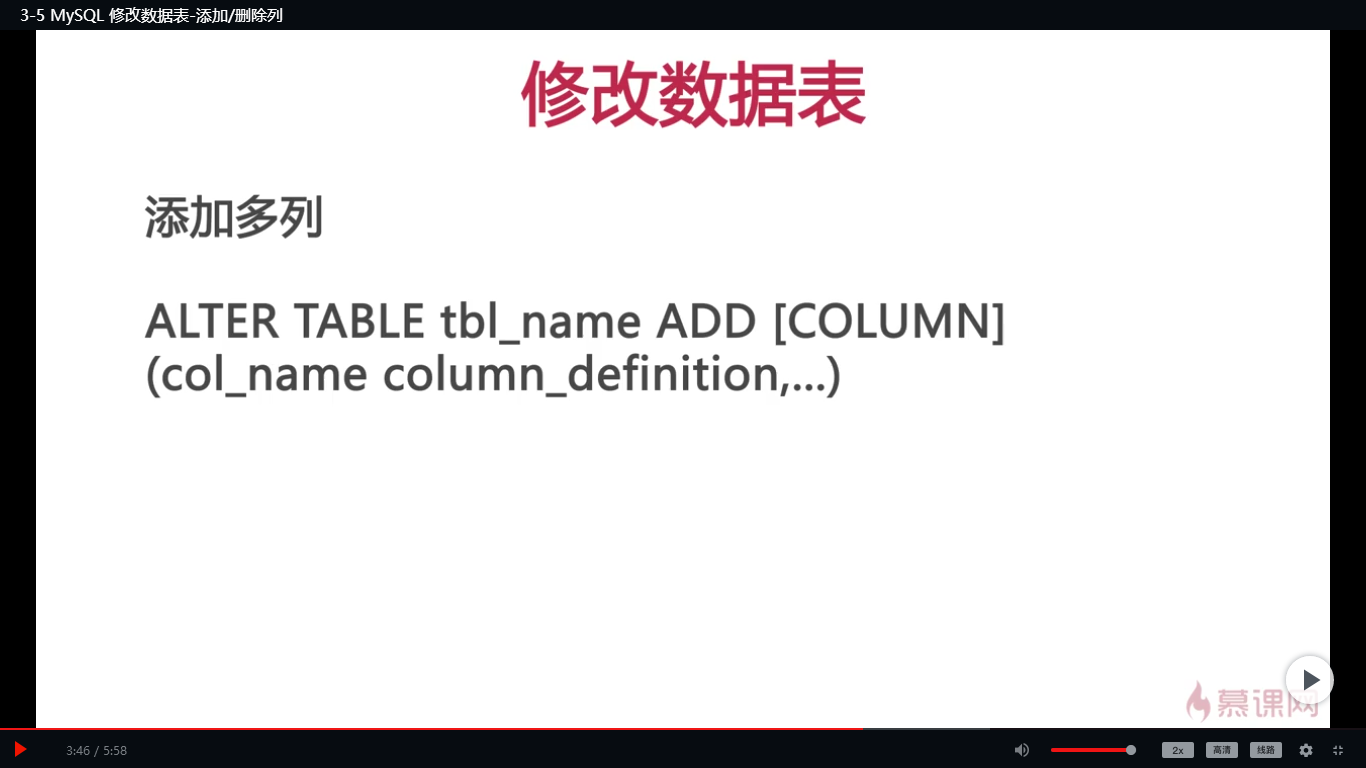 3-5 MySQL 修改数据表-添加/删除列
修改数据表
添加多列
ALTER TABLE tbl_name ADD [COLUMN]
(col_name column_definition,...)
慕课网
3:46 / 5:58
2x
高清
线路